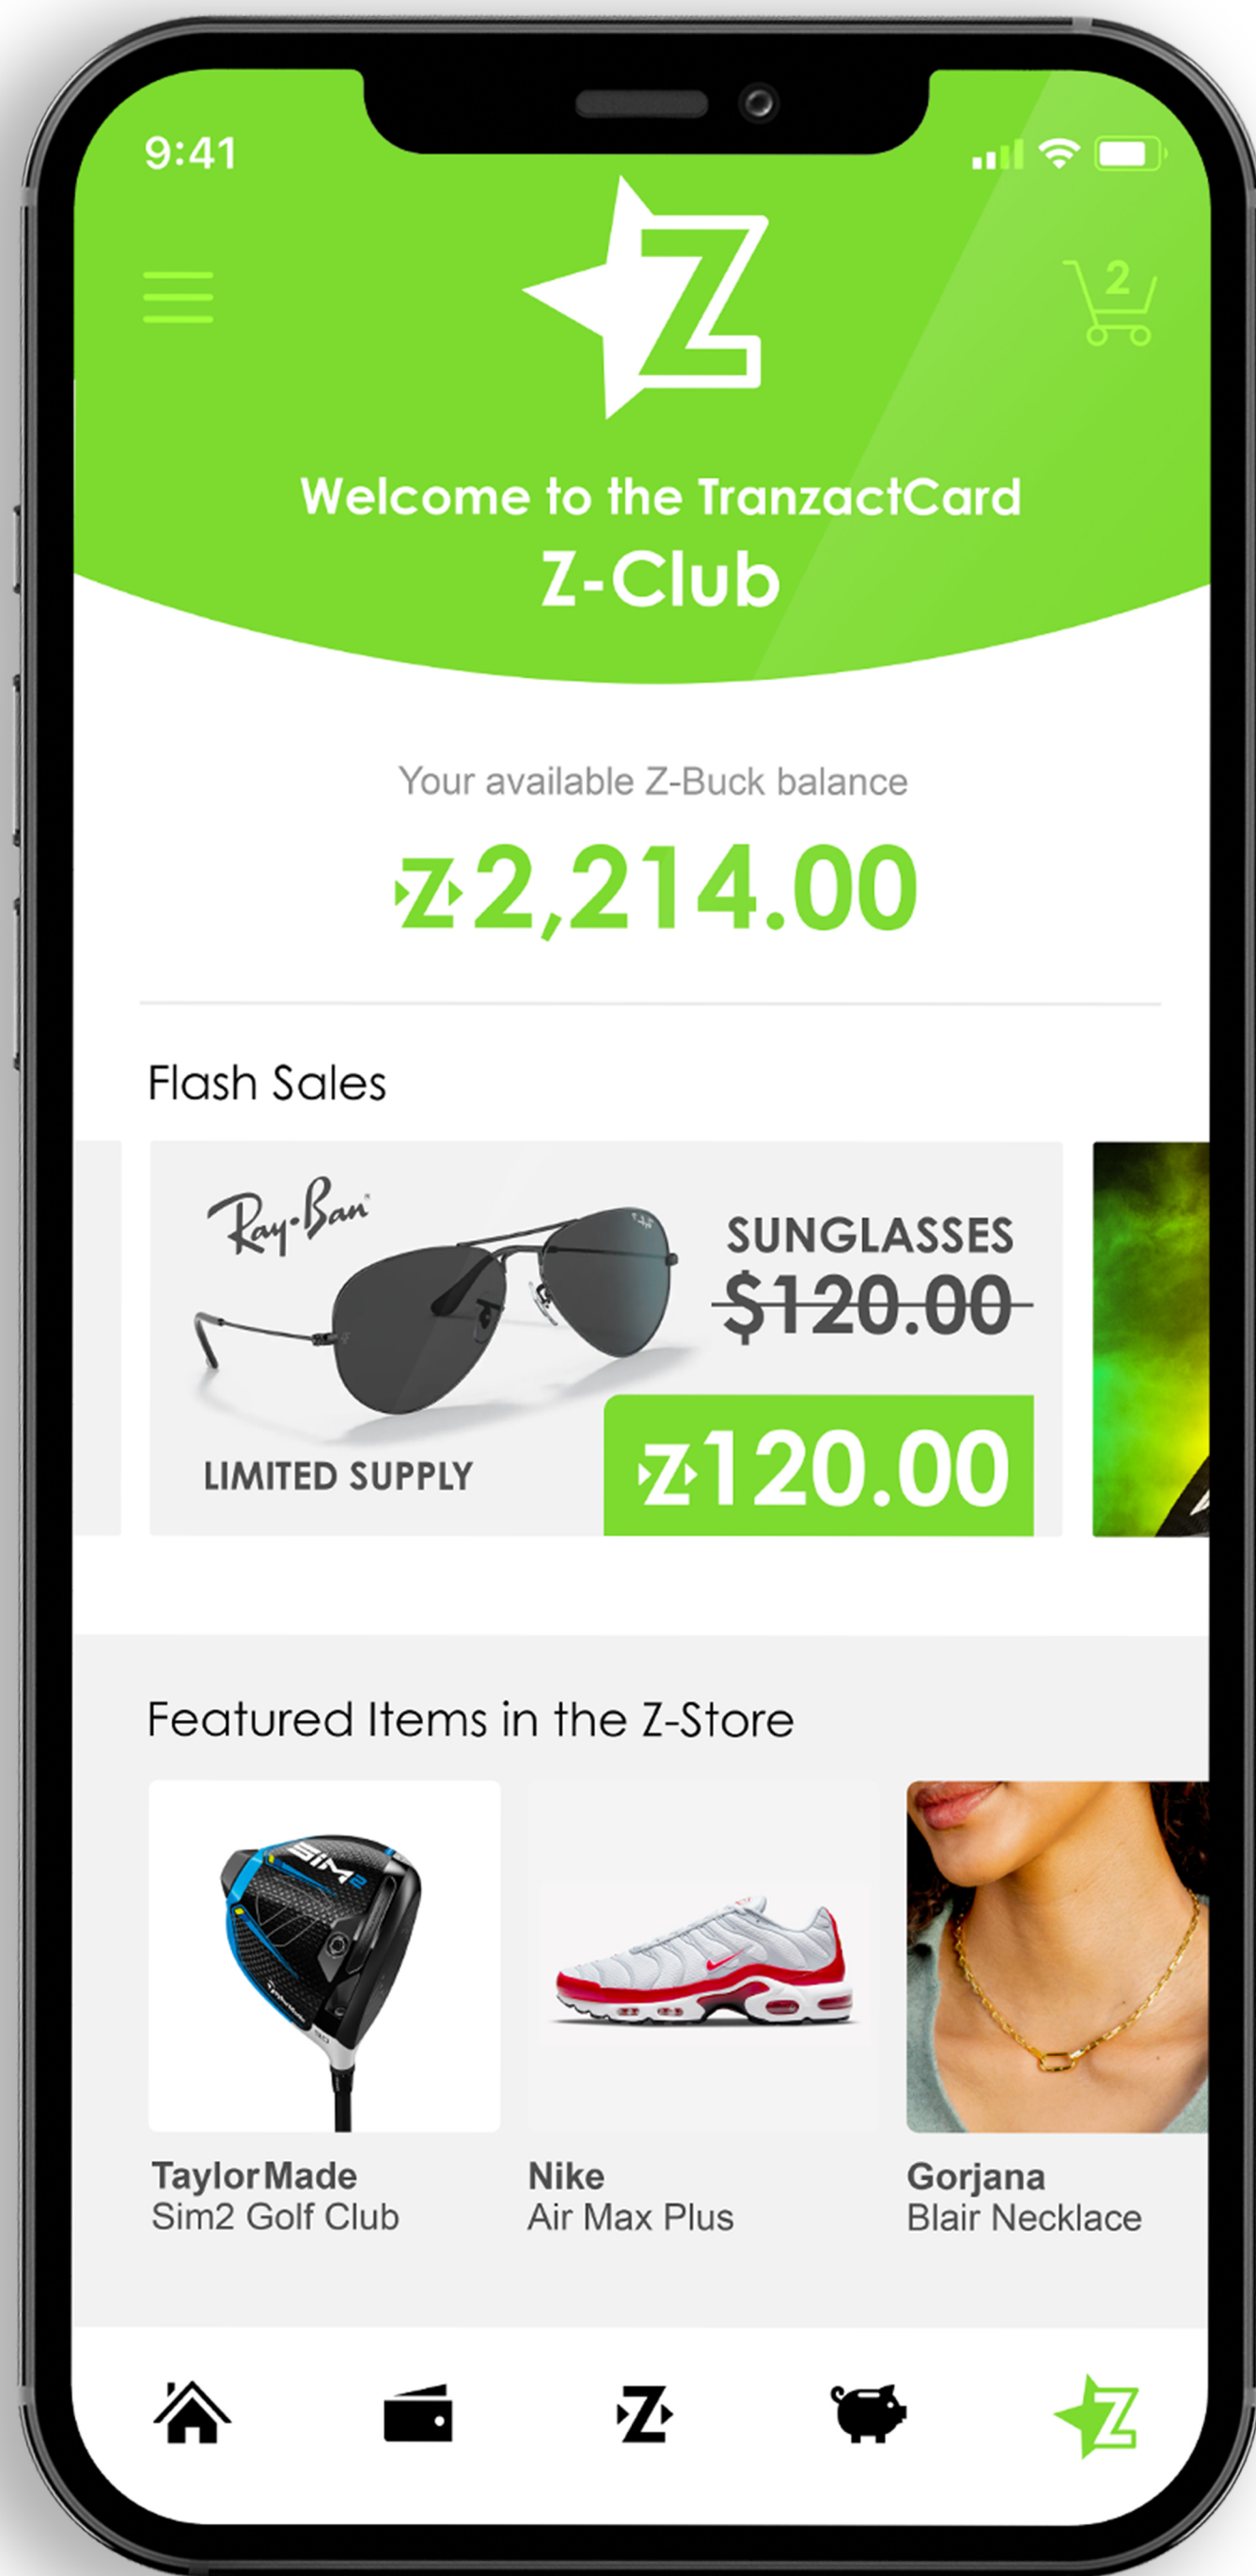 9:41
2
Z
Welcome to the TranzactCard
Z-Club
Your available Z-Buck balance
Z2,214.00
Flash Sales
Ray-Ban
SUNGLASSES
$120.00
LIMITED SUPPLY
Z120.00
Featured Items in the Z-Store
SIM2
TaylorMade
Sim2 Golf Club
Nike
Air Max Plus
Gorjana
Blair Necklace
Z
Z